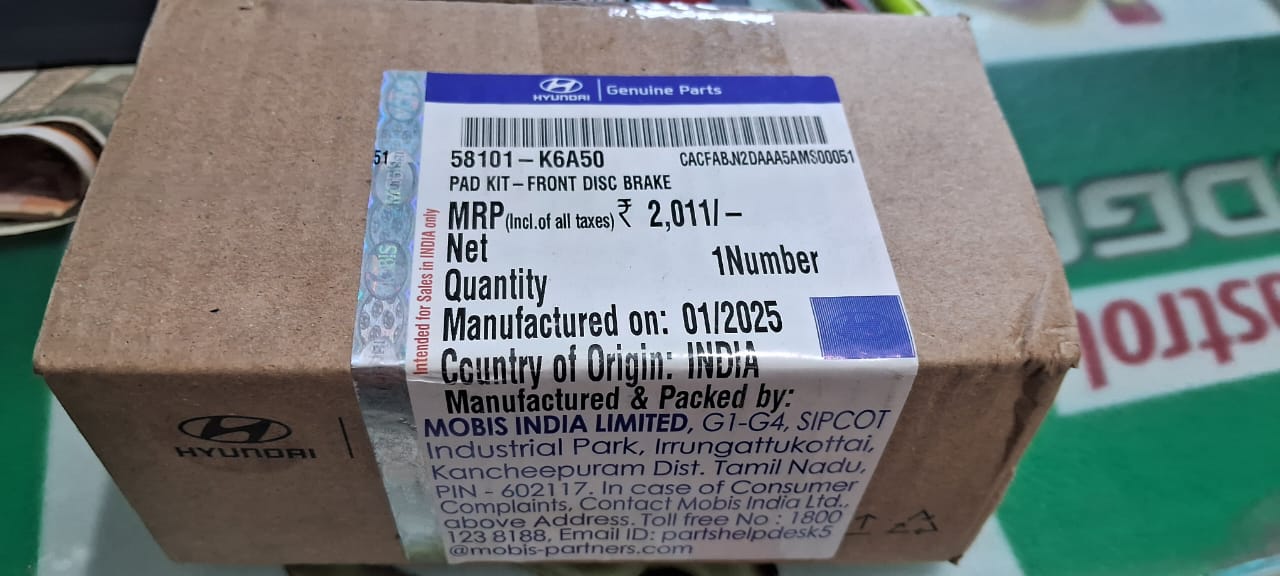 HYUNDAI | Genuine Parts
51
58101-K6A50 CACFABJN2DAAA5AMS00051
PAD KIT-FRONT DISC BRAKE
MRP (Incl.of all taxes) ₹ 2,011/-
Net
Quantity 1Number
Manufactured on: 01/2025
Country of Origin: INDIA
Manufactured & Packed by:
MOBIS INDIA LIMITED, G1-G4, SIPCOT
Industrial Park, Irrungattukottai,
Kancheepuram Dist. Tamil Nadu,
PIN - 602117. In case of Consumer
Complaints, Contact Mobis India Ltd.,
above Address. Toll free No : 1800
123 8188, Email ID: partshelpdesk5
@mobis-partners.com
Intended for Sales in INDIA only
MOBIS
HYUNDAI